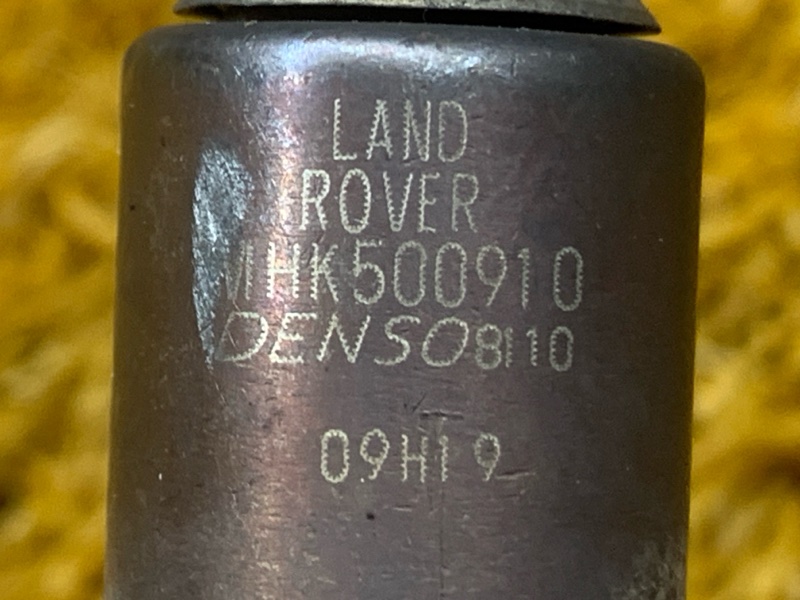 LAND
ROVER
MHK500910
DENSO 8110
09H19